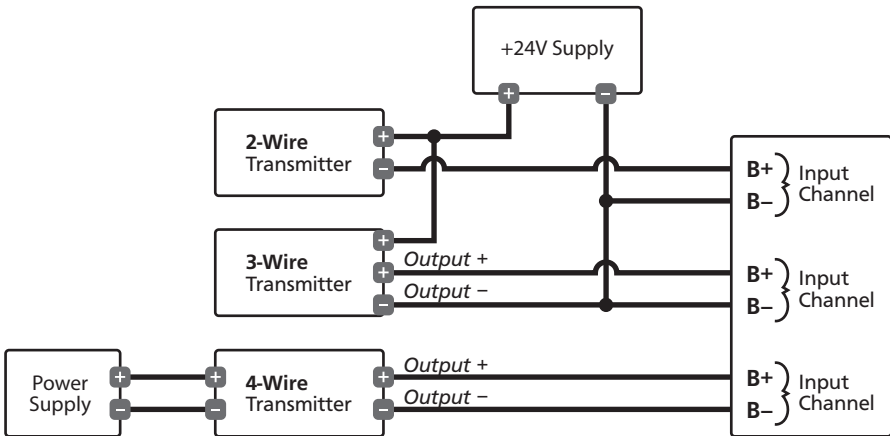 +24V Supply
+ −
2-Wire
Transmitter
+
−
B+
B−
Input
Channel
3-Wire
Transmitter
+
+
−
Output +
Output −
B+
B−
Input
Channel
Power
Supply
+
−
+
−
4-Wire
Transmitter
+
−
Output +
Output −
B+
B−
Input
Channel